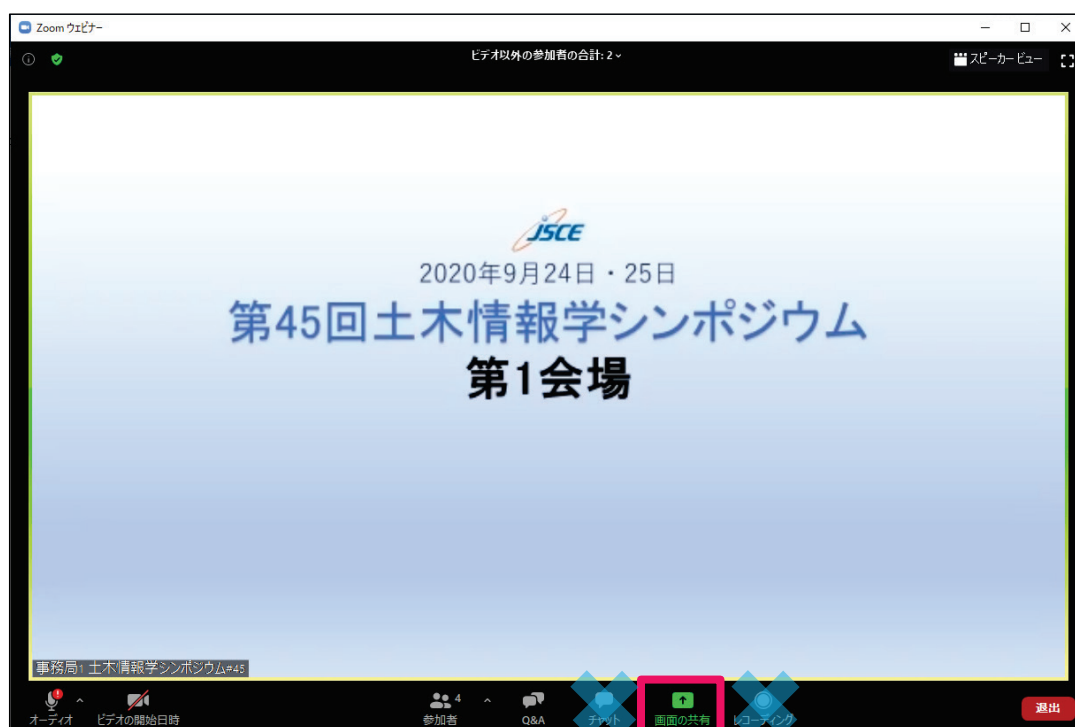 Zoom ウェビナー
ビデオ以外の参加者の合計: 2
スピーカー ビュー
JSCE
2020年9月24日・25日
第45回土木情報学シンポジウム
第1会場
事務局1 土木情報学シンポジウム#45
4
オーディオ
ビデオの開始日時
参加者
Q&A
チャット
画面の共有
レコーディング
退出